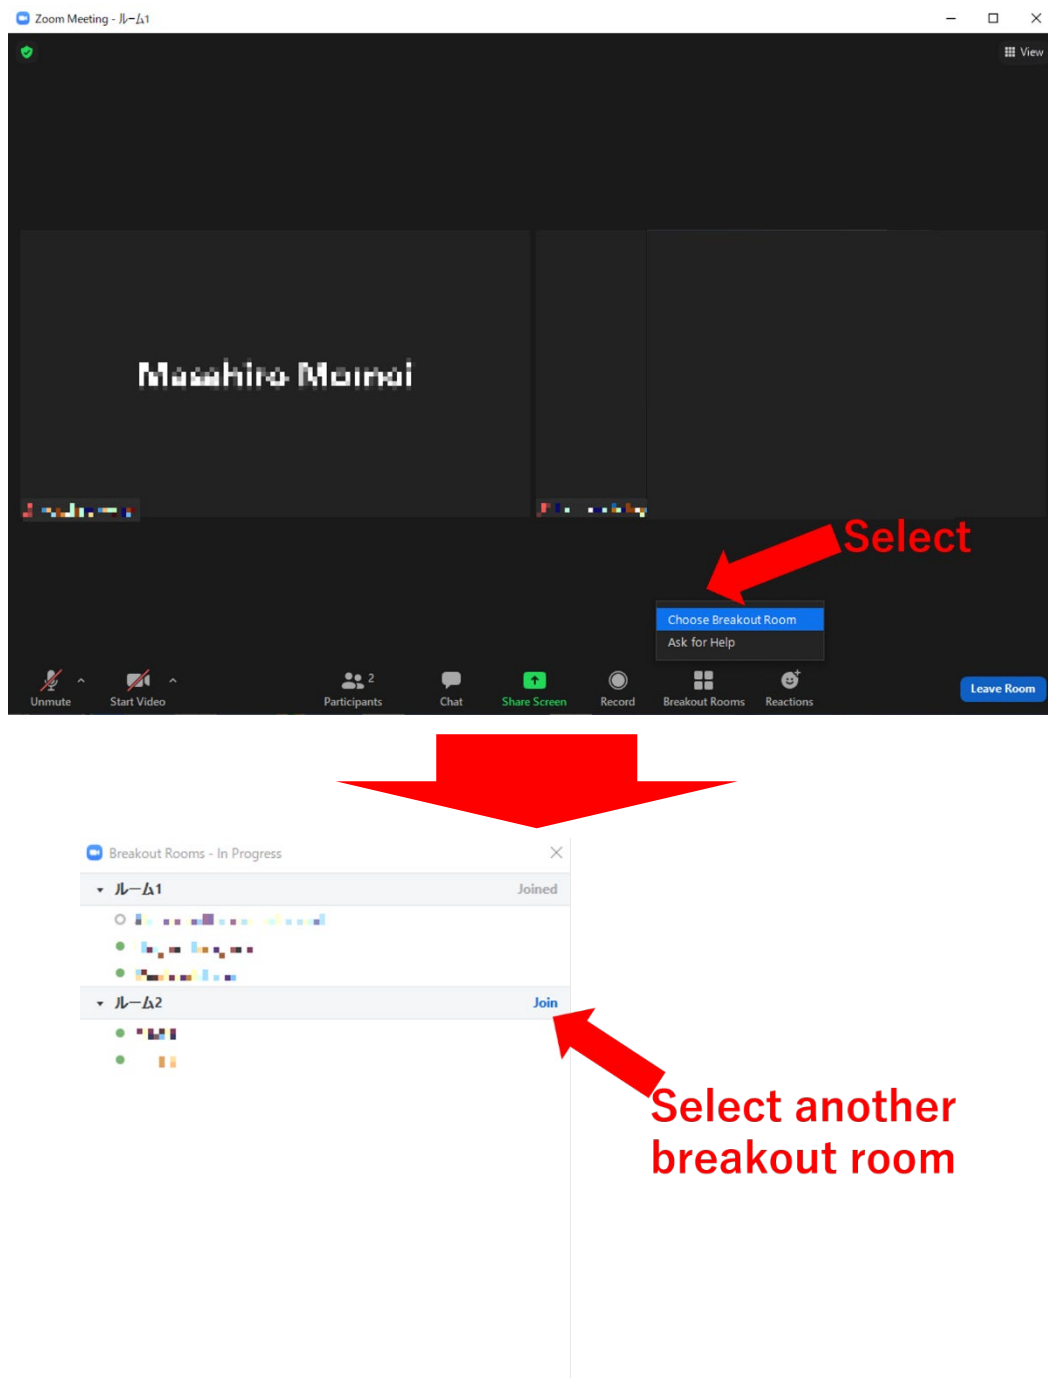 Zoom Meeting - ルーム1
View
Select
Choose Breakout Room
Ask for Help
2
Unmute
Start Video
Participants
Chat
Share Screen
Record
Breakout Rooms
Reactions
Leave Room
Breakout Rooms - In Progress
ルーム1 Joined
ルーム2 Join
Select another
breakout room